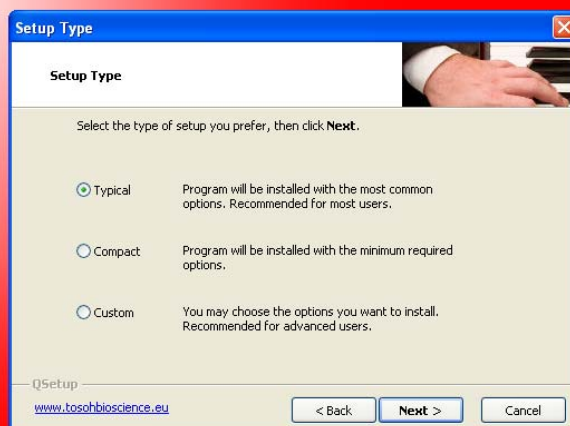 Setup Type
Setup Type
Select the type of setup you prefer, then click Next.
Typical
Program will be installed with the most common
options. Recommended for most users.
Compact
Program will be installed with the minimum required
options.
Custom
You may choose the options you want to install.
Recommended for advanced users.
QSetup
www.tosohbioscience.eu
< Back
Next >
Cancel